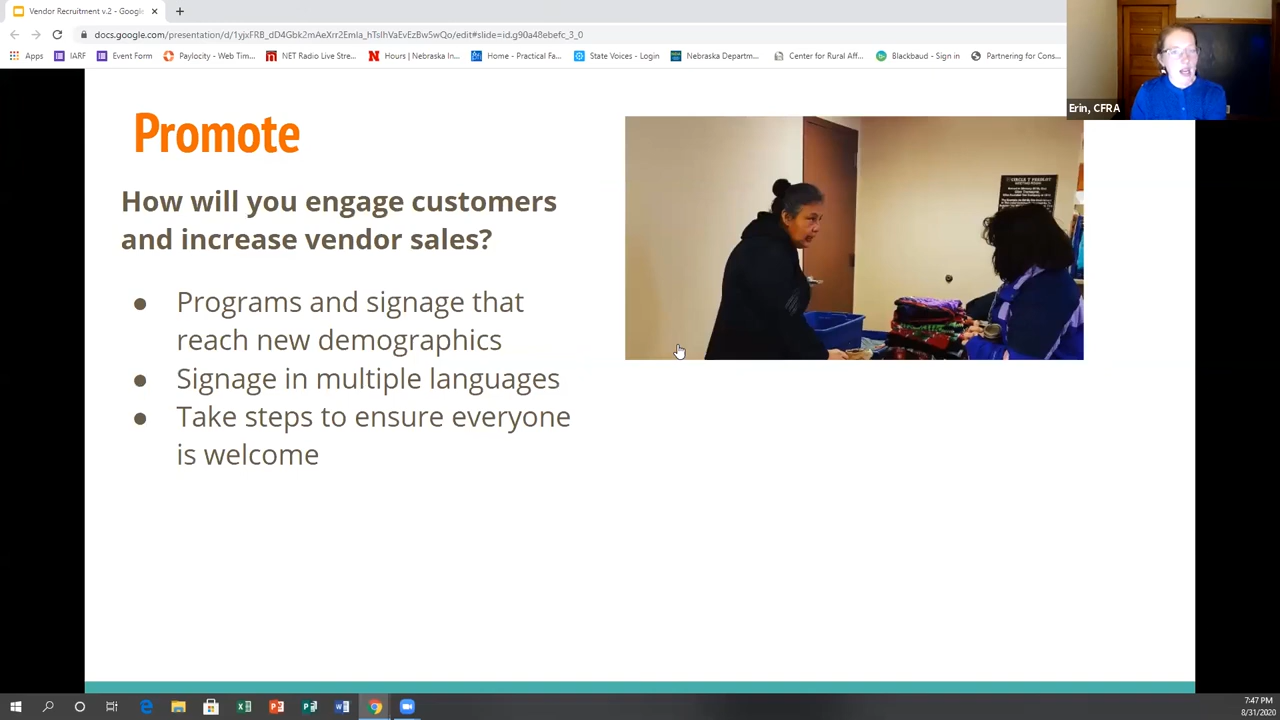 Vendor Recruitment v.2 - Google
docs.google.com/presentation/d/1yjxFRB_dD4Gbk2mAeXrr2Emla_hTslhVaEvEzBw5wQo/edit#slide=id.g90a48ebefc_3_0
Apps IARF Event Form Paylocity - Web Tim... NET Radio Live Stre... Hours | Nebraska In... Home - Practical Fa... State Voices - Login Nebraska Departm... Center for Rural Aff... Blackbaud - Sign in Partnering for Cons...
Erin, CFRA
Promote
How will you engage customers
and increase vendor sales?
● Programs and signage that
reach new demographics
● Signage in multiple languages
● Take steps to ensure everyone
is welcome
MEETING ROOM
7:47 PM
8/31/2020